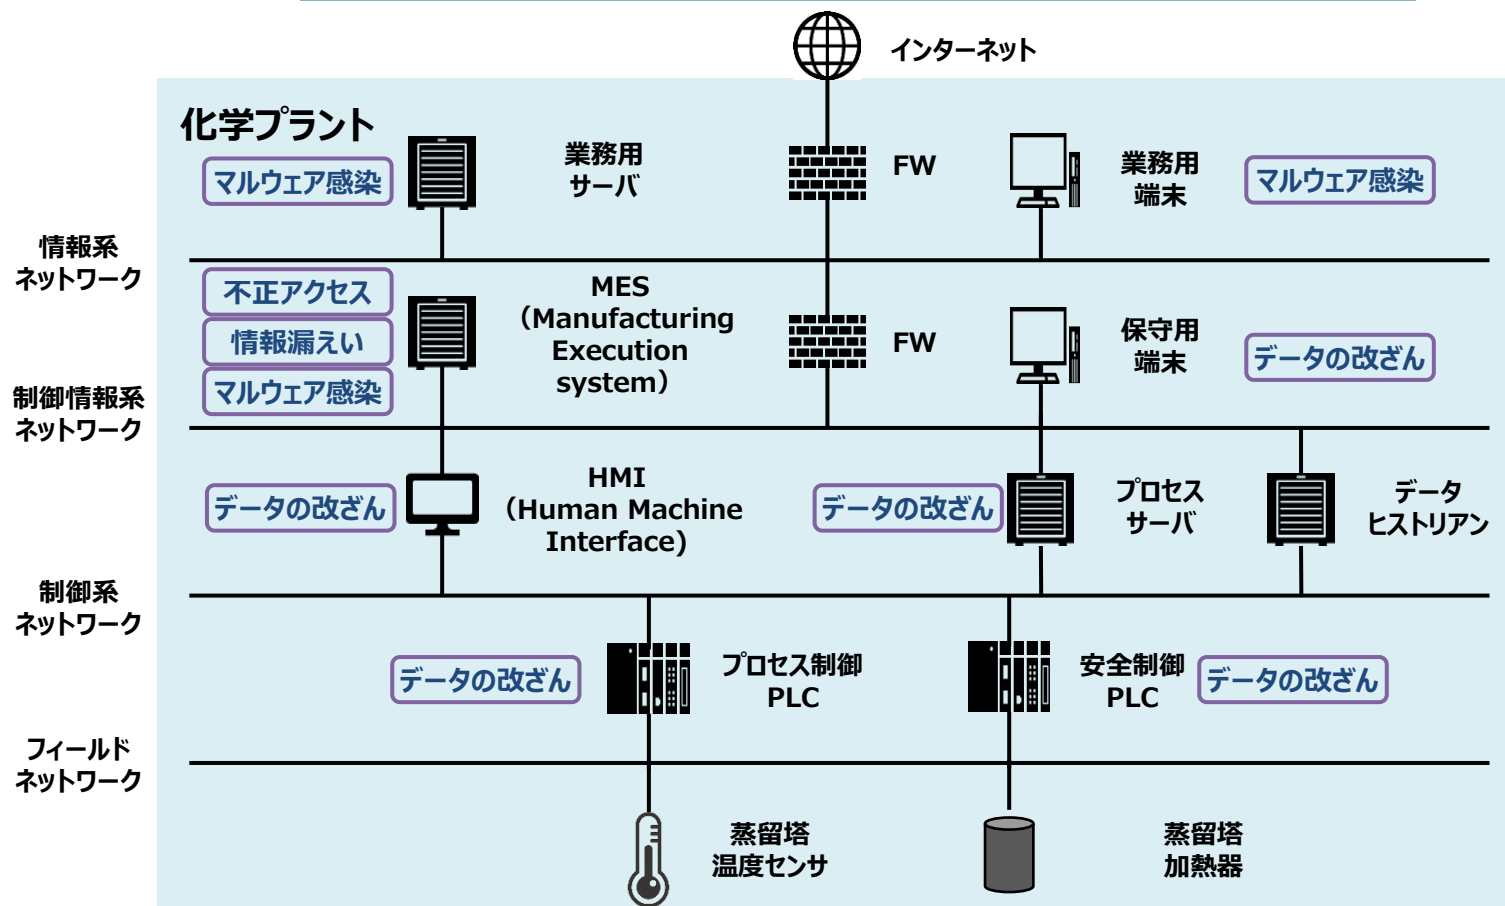 インターネット
化学プラント
業務用
サーバ
FW
業務用
端末
マルウェア感染
マルウェア感染
情報系
ネットワーク
不正アクセス
情報漏えい
マルウェア感染
MES
（Manufacturing
Execution
system）
FW
保守用
端末
データの改ざん
制御情報系
ネットワーク
データの改ざん
HMI
（Human Machine
Interface)
データの改ざん
プロセス
サーバ
データ
ヒストリアン
制御系
ネットワーク
データの改ざん
プロセス制御
PLC
安全制御
PLC
データの改ざん
フィールド
ネットワーク
蒸留塔
温度センサ
蒸留塔
加熱器